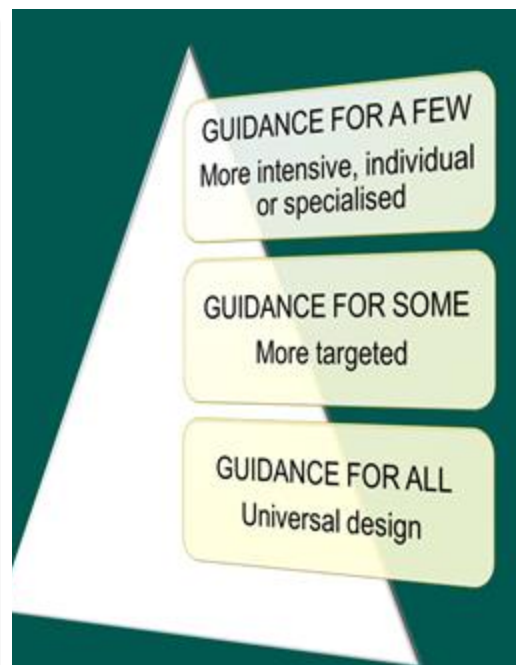 GUIDANCE FOR A FEW
More intensive, individual
or specialised
GUIDANCE FOR SOME
More targeted
GUIDANCE FOR ALL
Universal design